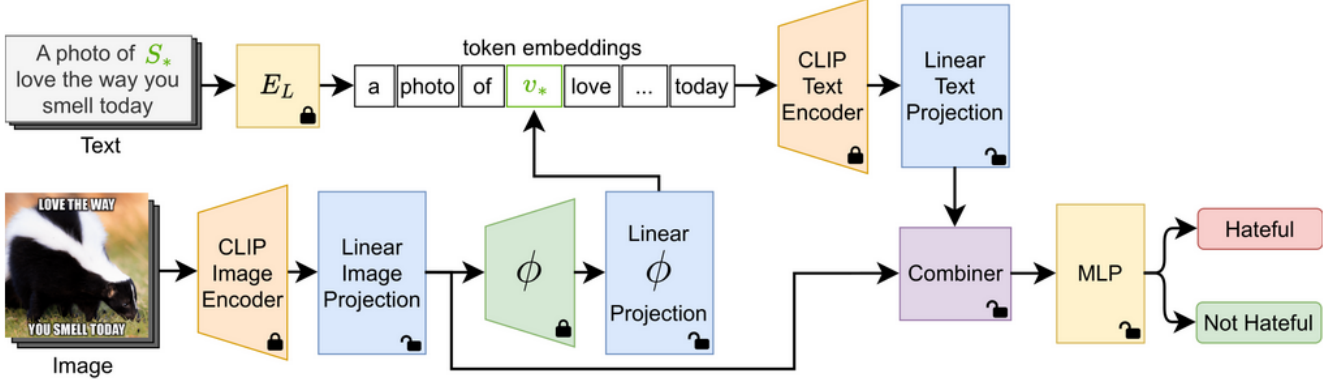 A photo of S*
love the way you
smell today
Text
E_L
token embeddings
a photo of v* love ... today
CLIP
Text
Encoder
Linear
Text
Projection
LOVE THE WAY
YOU SMELL TODAY
Image
CLIP
Image
Encoder
Linear
Image
Projection
ϕ
Linear
ϕ
Projection
Combiner
MLP
Hateful
Not Hateful